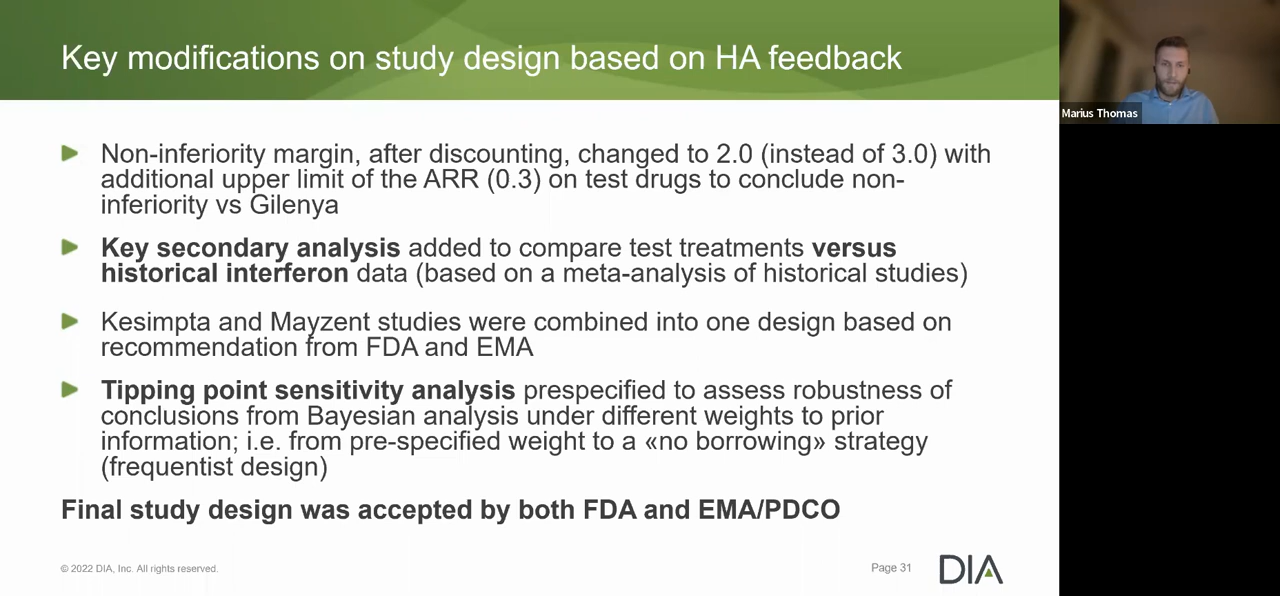 Key modifications on study design based on HA feedback
Marius Thomas
Non-inferiority margin, after discounting, changed to 2.0 (instead of 3.0) with
additional upper limit of the ARR (0.3) on test drugs to conclude non-
inferiority vs Gilenya
Key secondary analysis added to compare test treatments versus
historical interferon data (based on a meta-analysis of historical studies)
Kesimpta and Mayzent studies were combined into one design based on
recommendation from FDA and EMA
Tipping point sensitivity analysis prespecified to assess robustness of
conclusions from Bayesian analysis under different weights to prior
information; i.e. from pre-specified weight to a «no borrowing» strategy
(frequentist design)
Final study design was accepted by both FDA and EMA/PDCO
© 2022 DIA, Inc. All rights reserved.
Page 31
DIA